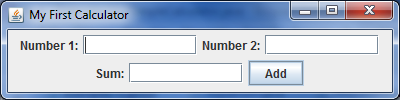 My First Calculator
Number 1: Number 2:
Sum: Add